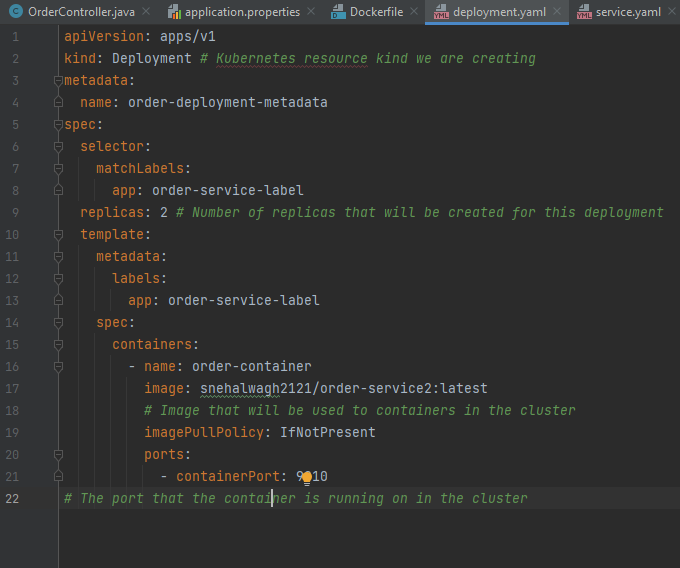 OrderController.java application.properties Dockerfile deployment.yaml service.yaml
1 apiVersion: apps/v1
2 kind: Deployment # Kubernetes resource kind we are creating
3 metadata:
4 name: order-deployment-metadata
5 spec:
6 selector:
7 matchLabels:
8 app: order-service-label
9 replicas: 2 # Number of replicas that will be created for this deployment
10 template:
11 metadata:
12 labels:
13 app: order-service-label
14 spec:
15 containers:
16 - name: order-container
17 image: snehalwagh2121/order-service2:latest
18 # Image that will be used to containers in the cluster
19 imagePullPolicy: IfNotPresent
20 ports:
21 - containerPort:
22 # The port that the container is running on in the cluster